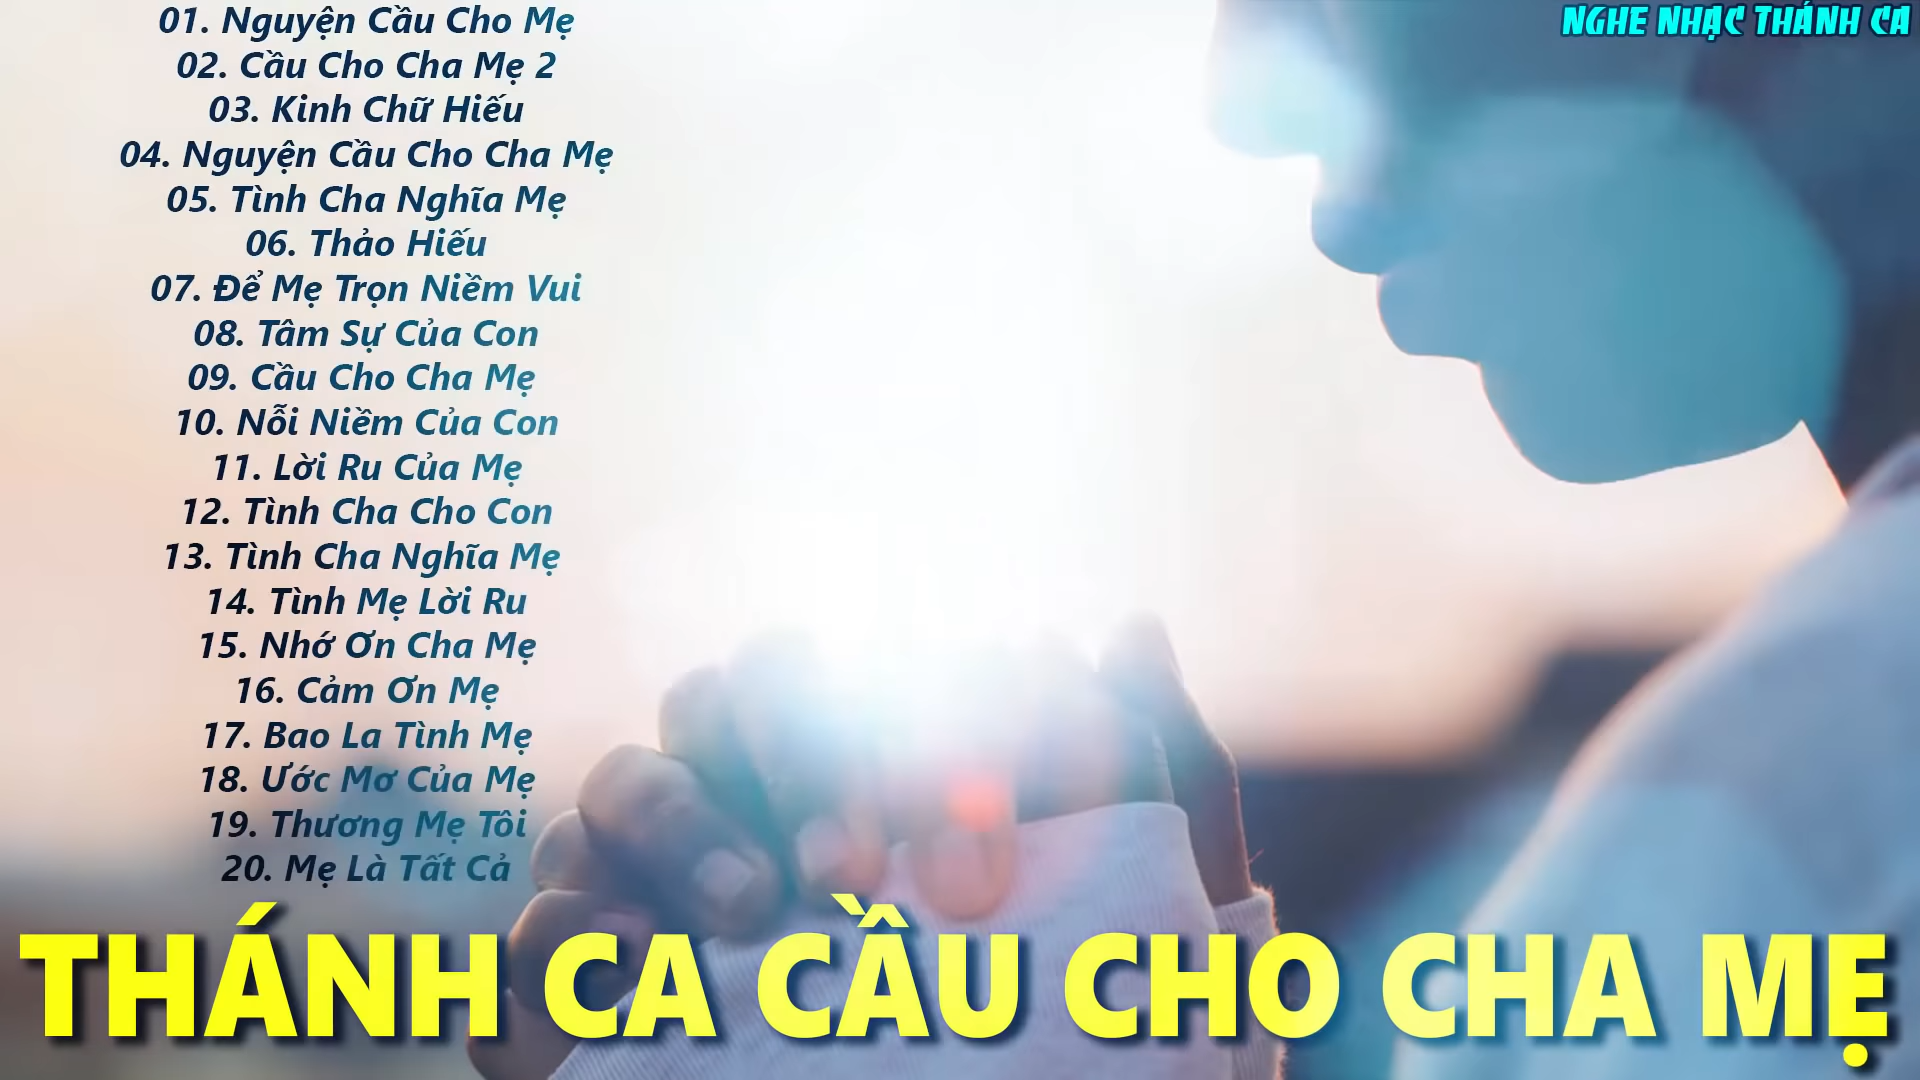 NGHE NHẠC THÁNH CA
01. Nguyện Cầu Cho Mẹ
02. Cầu Cho Cha Mẹ 2
03. Kinh Chữ Hiếu
04. Nguyện Cầu Cho Cha Mẹ
05. Tình Cha Nghĩa Mẹ
06. Thảo Hiếu
07. Để Mẹ Trọn Niềm Vui
08. Tâm Sự Của Con
09. Cầu Cho Cha Mẹ
10. Nỗi Niềm Của Con
11. Lời Ru Của Mẹ
12. Tình Cha Cho Con
13. Tình Cha Nghĩa Mẹ
14. Tình Mẹ Lời Ru
15. Nhớ Ơn Cha Mẹ
16. Cảm Ơn Mẹ
17. Bao La Tình Mẹ
18. Ước Mơ Của Mẹ
19. Thương Mẹ Tôi
20. Mẹ Là Tất Cả
THÁNH CA CẦU CHO CHA MẸ